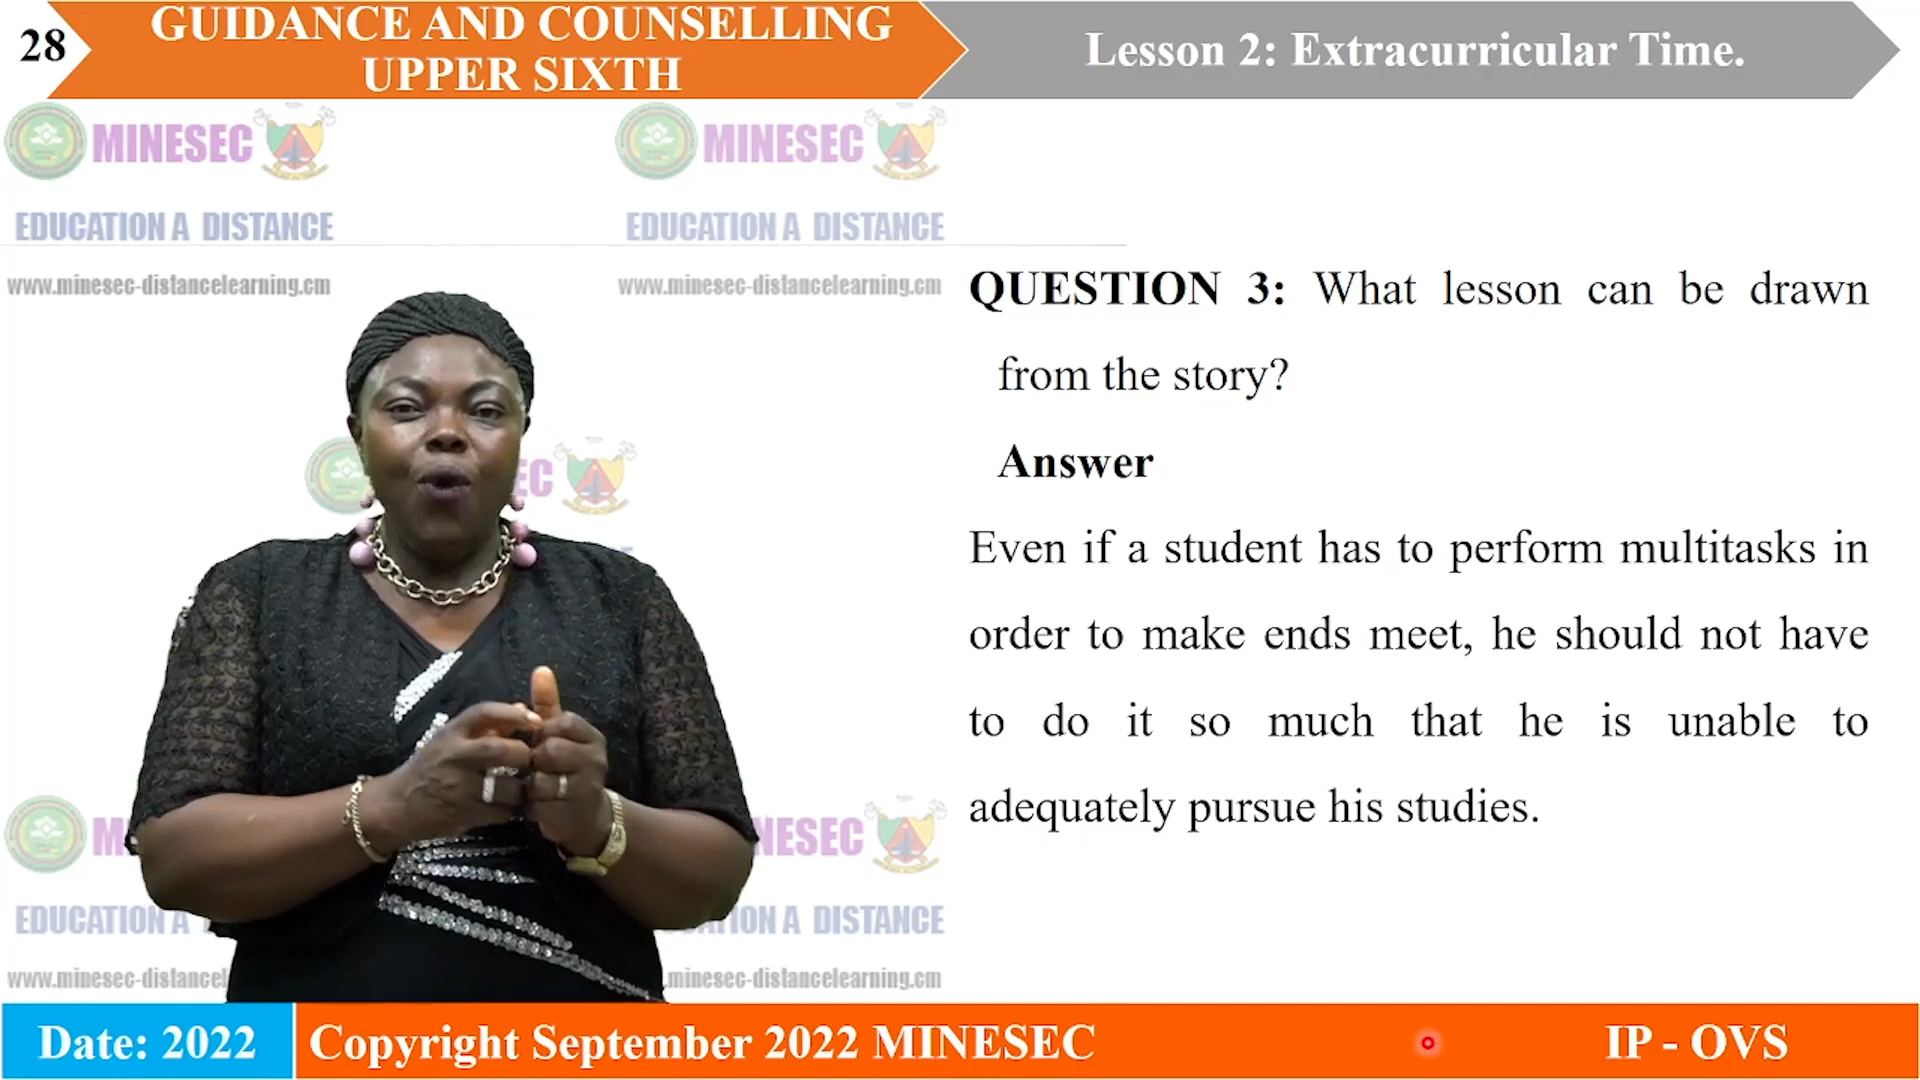 28
GUIDANCE AND COUNSELLING
UPPER SIXTH
Lesson 2: Extracurricular Time.
MINESEC
MINESEC
EDUCATION A DISTANCE
EDUCATION A DISTANCE
www.minesec-distancelearning.cm
www.minesec-distancelearning.cm
QUESTION 3: What lesson can be drawn
from the story?
Answer
EC
Even if a student has to perform multitasks in
order to make ends meet, he should not have
to do it so much that he is unable to
adequately pursue his studies.
M
NESEC
EDUCATION A
ION A DISTANCE
www.minesec-distancel
minesec-distancelearning.cm
Date: 2022
Copyright September 2022 MINESEC
IP - OVS